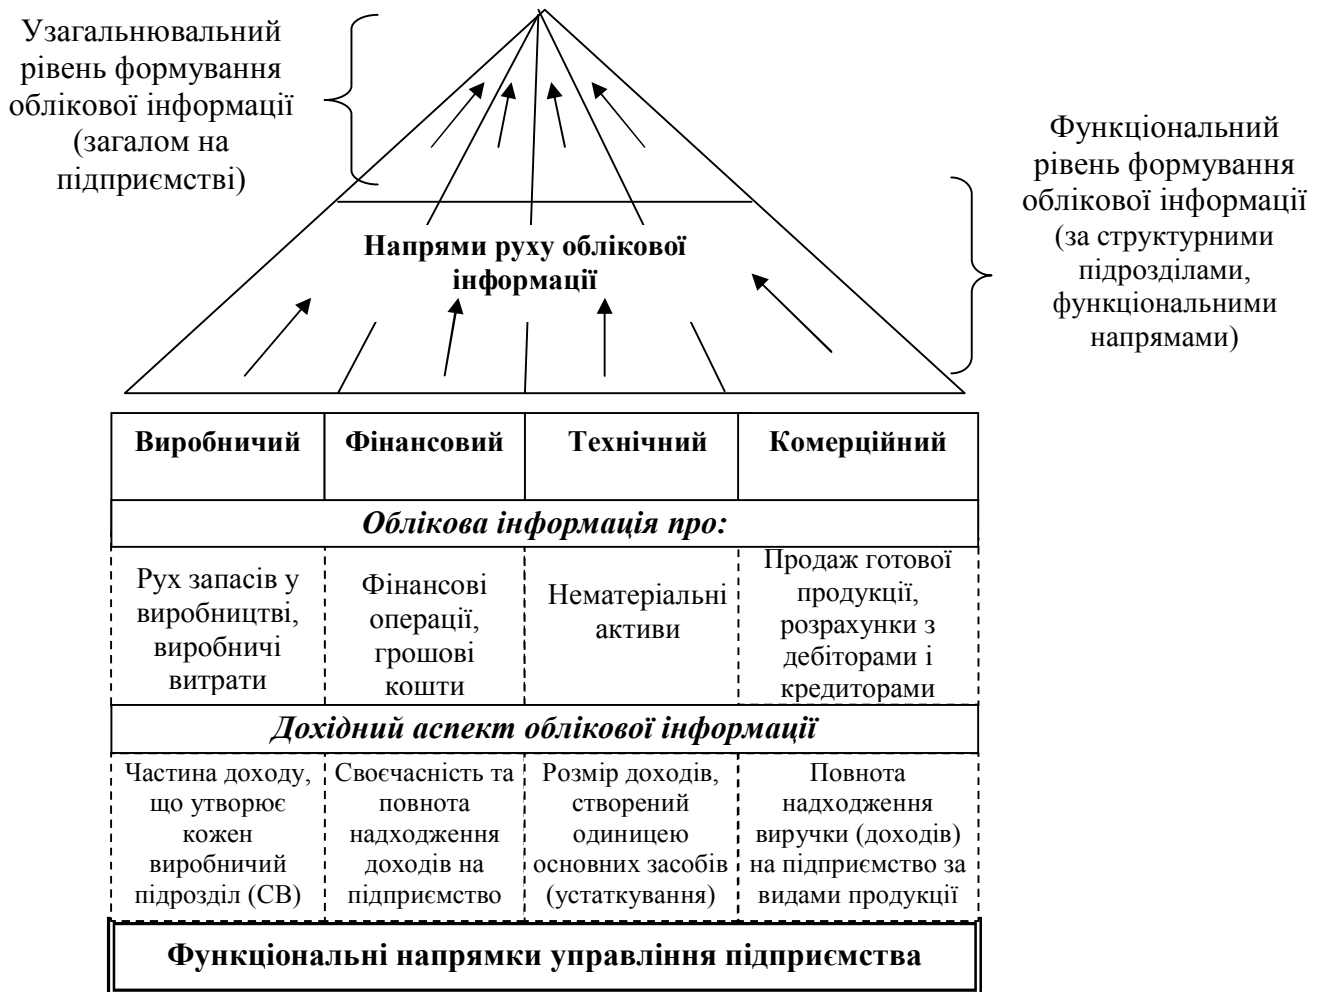 Узагальнювальний
рівень формування
облікової інформації
(загалом на
підприємстві)
Функціональний
рівень формування
облікової інформації
(за структурними
підрозділами,
функціональними
напрямами)
Напрями руху облікової
інформації
Виробничий
Фінансовий
Технічний
Комерційний
Облікова інформація про:
Рух запасів у
виробництві,
виробничі
витрати
Фінансові
операції,
грошові
кошти
Нематеріальні
активи
Продаж готової
продукції,
розрахунки з
дебіторами і
кредиторами
Дохідний аспект облікової інформації
Частина доходу,
що утворює
кожен
виробничий
підрозділ (СВ)
Своєчасність та
повнота
надходження
доходів на
підприємство
Розмір доходів,
створений
одиницею
основних засобів
(устаткування)
Повнота
надходження
виручки (доходів)
на підприємство за
видами продукції
Функціональні напрямки управління підприємства